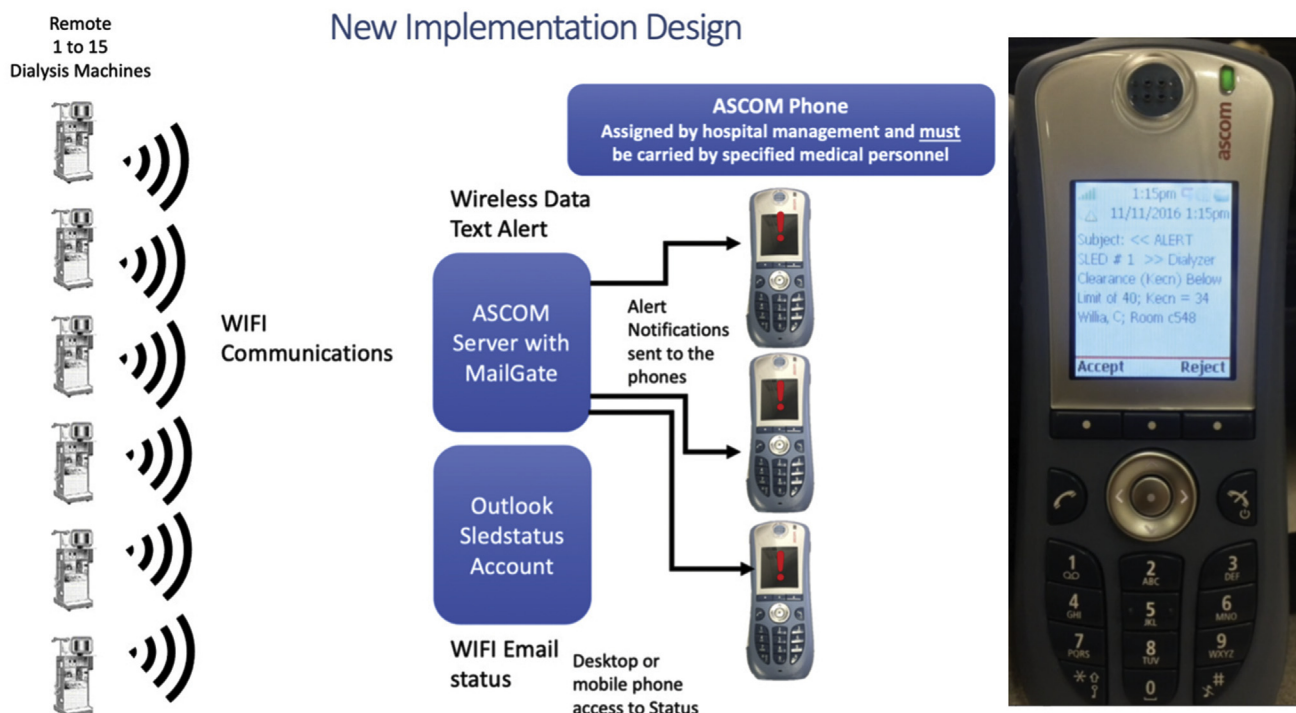 New Implementation Design
Remote
1 to 15
Dialysis Machines
WIFI
Communications
ASCOM Phone
Assigned by hospital management and must
be carried by specified medical personnel
Wireless Data
Text Alert
ASCOM
Server with
MailGate
Alert
Notifications
sent to the
phones
Outlook
Sledstatus
Account
WIFI Email
status
Desktop or
mobile phone
access to Status
ascom
1:15pm
11/11/2016 1:15pm
Subject: << ALERT
SLED # 1 >> Dialyzer
Clearance (Kecn) Below
Limit of 40; Kecn = 34
Willia, C; Room c548
Accept Reject
1
2 ABC
3 DEF
4 GHI
5 JKL
6 MNO
7 PQRS
8 TUV
9 WXYZ
*
0
#